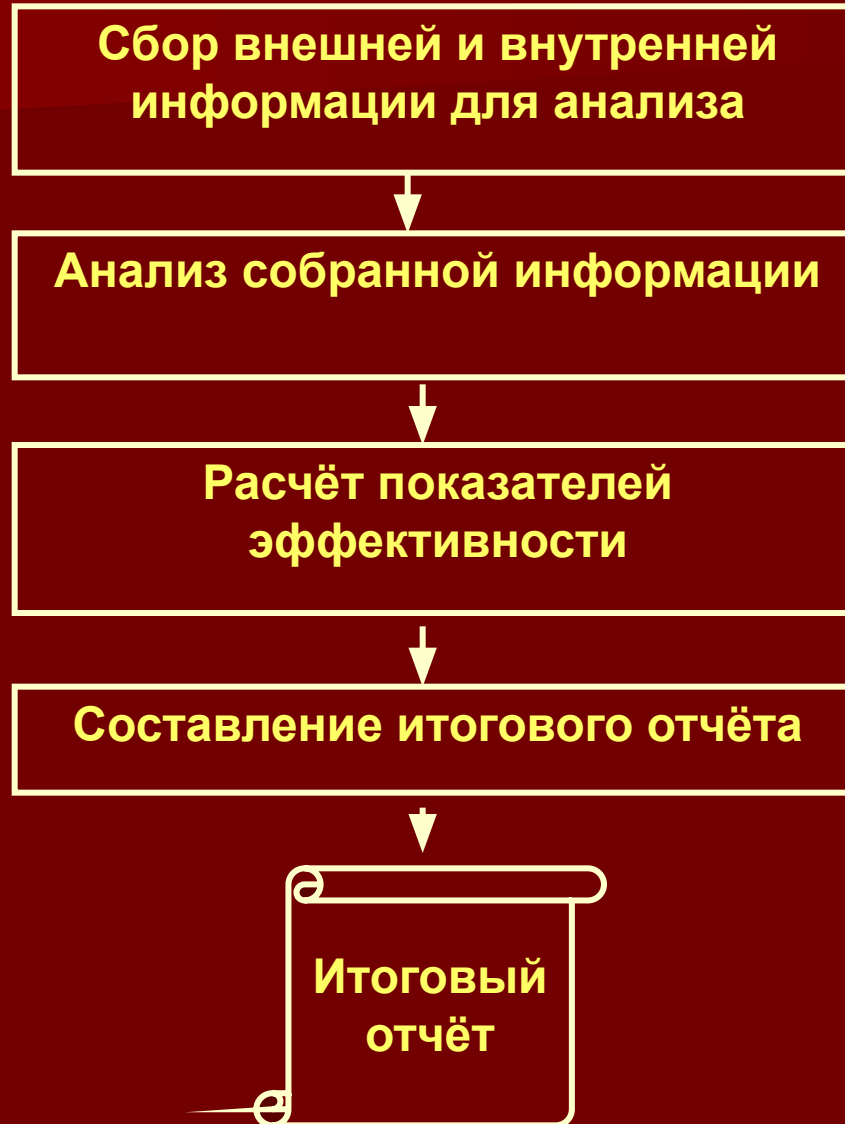 Сбор внешней и внутренней
информации для анализа
Анализ собранной информации
Расчёт показателей
эффективности
Составление итогового отчёта
Итоговый
отчёт